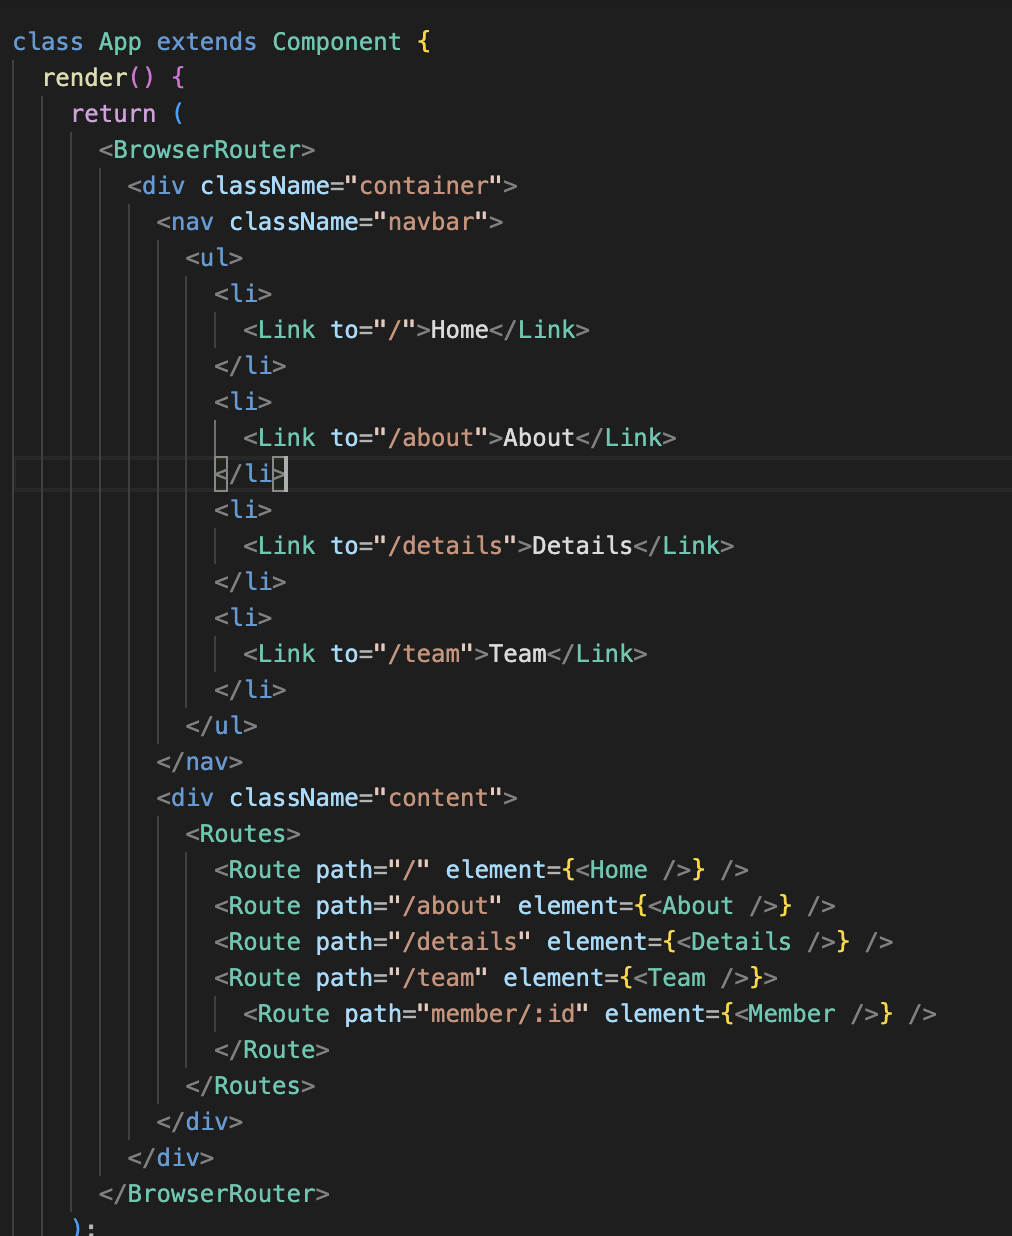 class App extends Component {
render() {
return (
<BrowserRouter>
<div className="container">
<nav className="navbar">
<ul>
<li>
<Link to="/">Home</Link>
</li>
<li>
<Link to="/about">About</Link>
</li>
<li>
<Link to="/details">Details</Link>
</li>
<li>
<Link to="/team">Team</Link>
</li>
</ul>
</nav>
<div className="content">
<Routes>
<Route path="/" element={<Home />} />
<Route path="/about" element={<About />} />
<Route path="/details" element={<Details />} />
<Route path="/team" element={<Team />}>
<Route path="member/:id" element={<Member />} />
</Route>
</Routes>
</div>
</div>
</BrowserRouter>
);